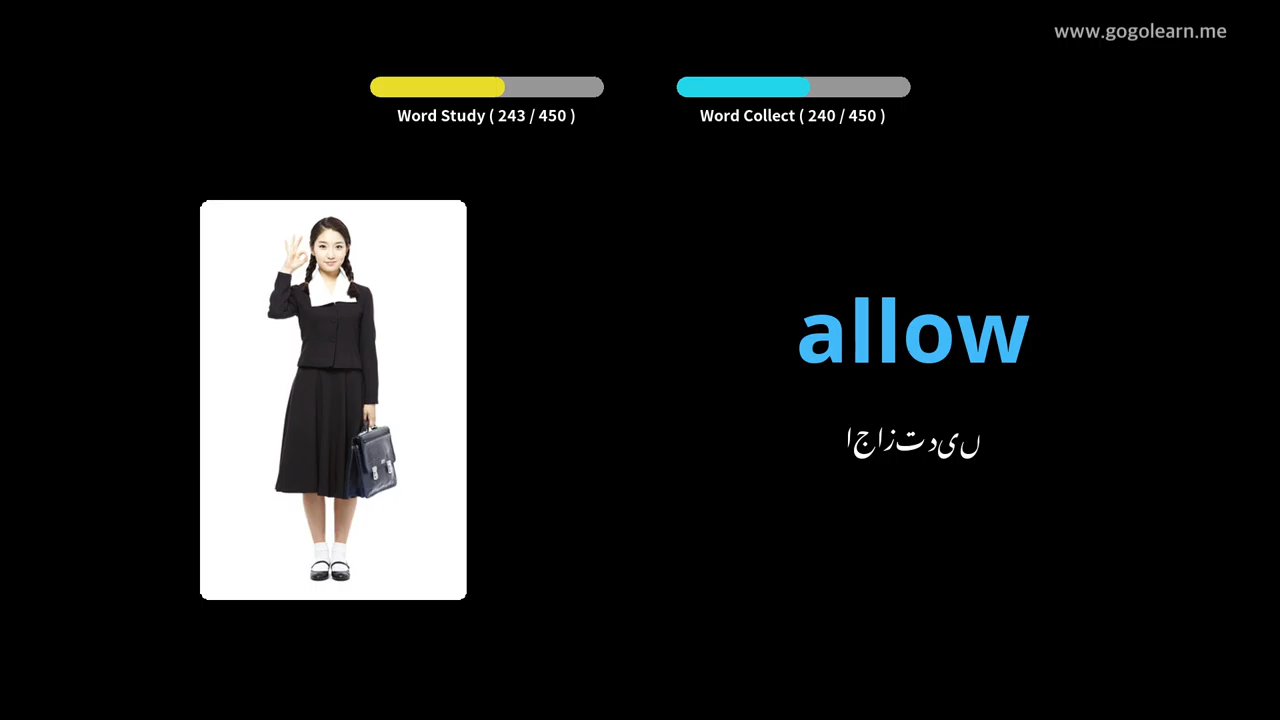 www.gogolearn.me
Word Study ( 243 / 450 )
Word Collect ( 240 / 450 )
allow
اجازت دیں